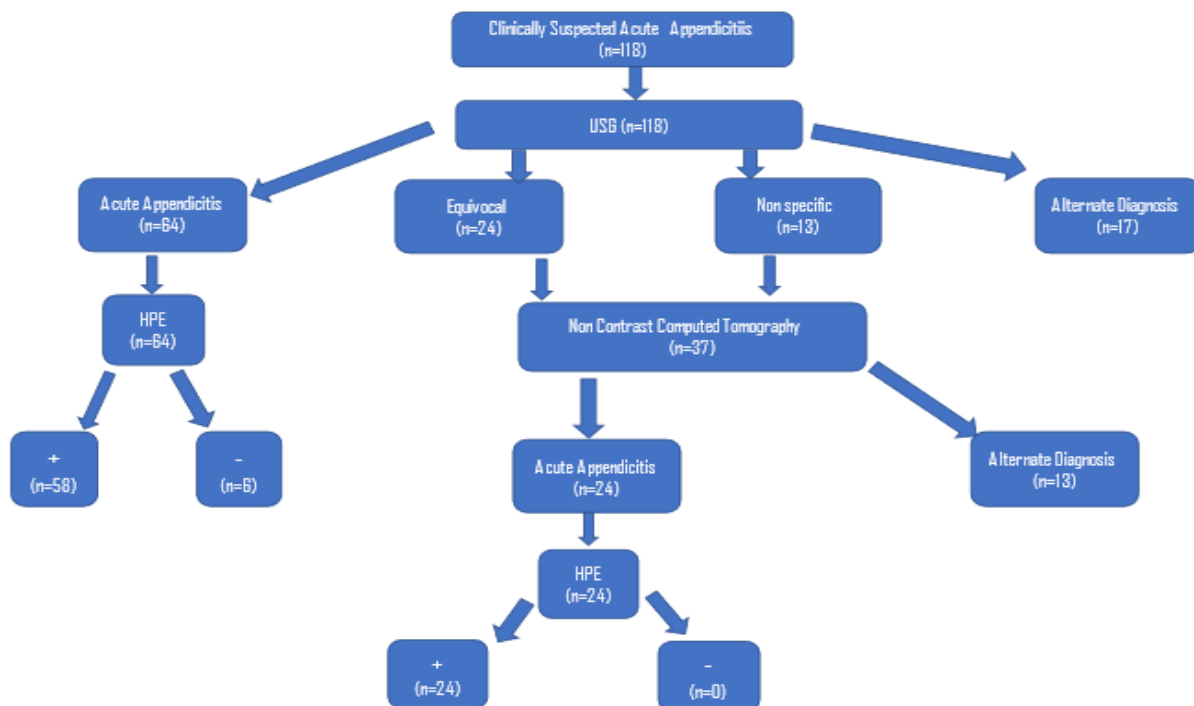 Clinically Suspected Acute Appendicitiis
(n=118)
USG (n=118)
Acute Appendicitis
(n=64)
Equivocal
(n=24)
Non specific
(n=13)
Alternate Diagnosis
(n=17)
HPE
(n=64)
Non Contrast Computed Tomography
(n=37)
+
(n=58)
-
(n=6)
Acute Appendicitis
(n=24)
Alternate Diagnosis
(n=13)
HPE
(n=24)
+
(n=24)
-
(n=0)